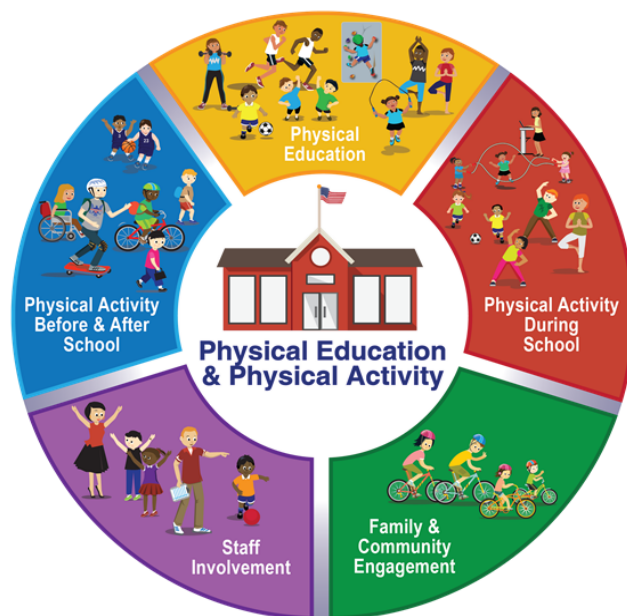 Physical
Education
Physical Activity
During
School
Family &
Community
Engagement
Staff
Involvement
Physical Activity
Before & After
School
Physical Education
& Physical Activity